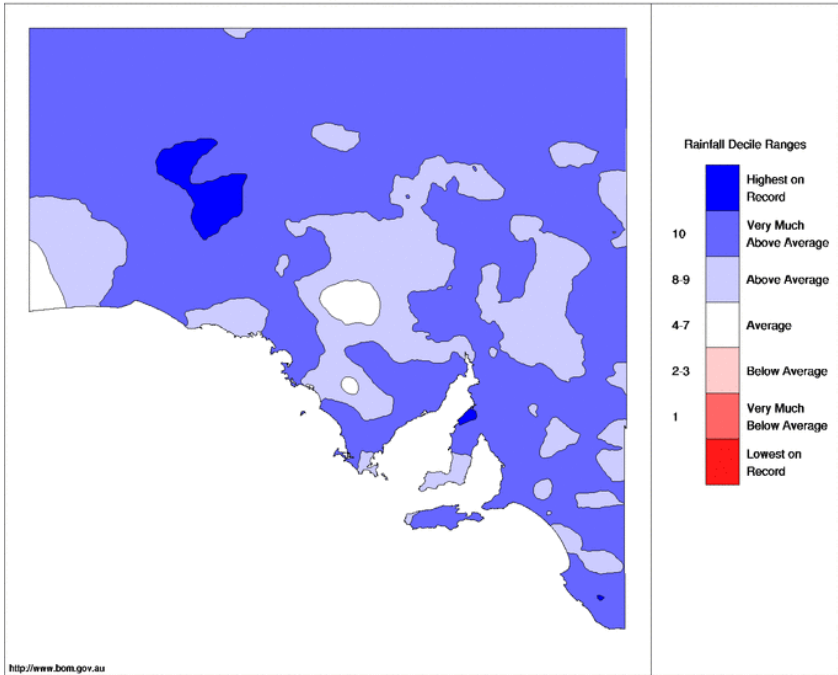 Rainfall Decile Ranges
Highest on
Record
10
Very Much
Above Average
8-9
Above Average
4-7
Average
2-3
Below Average
1
Very Much
Below Average
Lowest on
Record
http://www.bom.gov.au